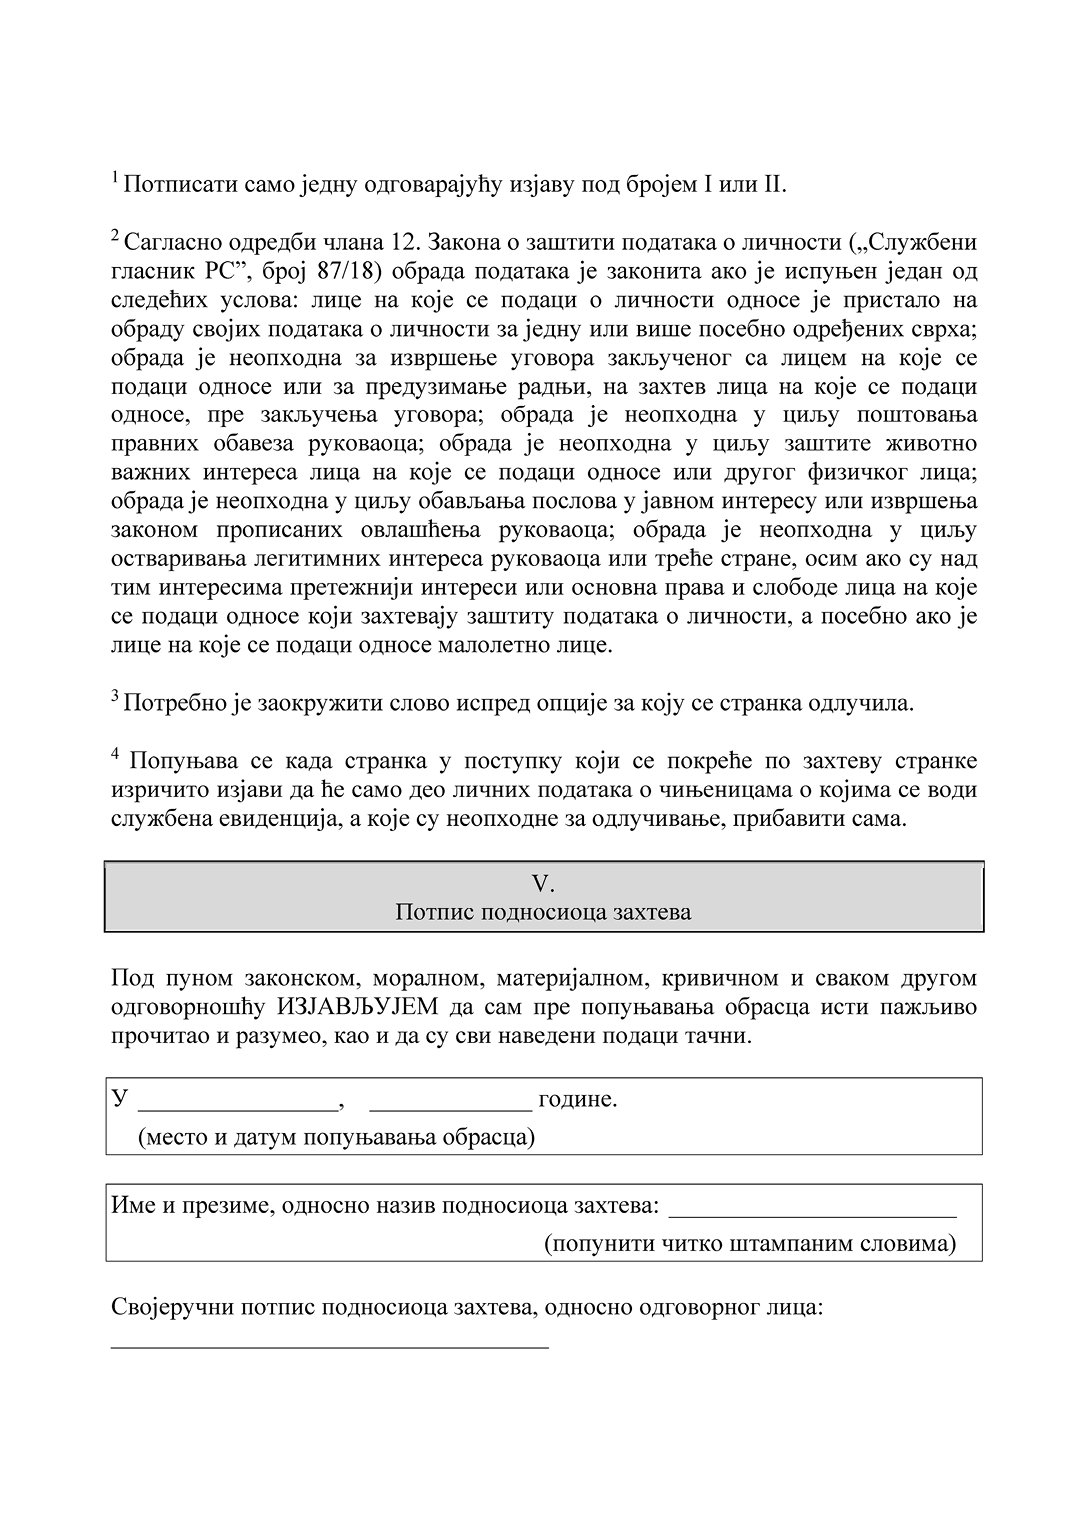 ¹ Потписати само једну одговарајућу изјаву под бројем I или II.
² Сагласно одредби члана 12. Закона о заштити података о личности („Службени
гласник РС”, број 87/18) обрада података је законита ако је испуњен један од
следећих услова: лице на које се подаци о личности односе је пристало на
обраду својих података о личности за једну или више посебно одређених сврха;
обрада је неопходна за извршење уговора закљученог са лицем на које се
подаци односе или за предузимање радњи, на захтев лица на које се подаци
односе, пре закључења уговора; обрада је неопходна у циљу поштовања
правних обавеза руковаоца; обрада је неопходна у циљу заштите животно
важних интереса лица на које се подаци односе или другог физичког лица;
обрада је неопходна у циљу обављања послова у јавном интересу или извршења
законом прописаних овлашћења руковаоца; обрада је неопходна у циљу
остваривања легитимних интереса руковаоца или треће стране, осим ако су над
тим интересима претежнији интереси или основна права и слободе лица на које
се подаци односе који захтевају заштиту података о личности, а посебно ако је
лице на које се подаци односе малолетно лице.
³ Потребно је заокружити слово испред опције за коју се странка одлучила.
⁴ Попуњава се када странка у поступку који се покреће по захтеву странке
изричито изјави да ће само део личних података о чињеницама о којима се води
службена евиденција, а које су неопходне за одлучивање, прибавити сама.
V.
Потпис подносиоца захтева
Под пуном законском, моралном, материјалном, кривичном и сваком другом
одговорношћу ИЗЈАВЉУЈЕМ да сам пре попуњавања обрасца исти пажљиво
прочитао и разумео, као и да су сви наведени подаци тачни.
У ________________, _____________ године.
(место и датум попуњавања обрасца)
Име и презиме, односно назив подносиоца захтева: _______________________
(попунити читко штампаним словима)
Својеручни потпис подносиоца захтева, односно одговорног лица:
___________________________________